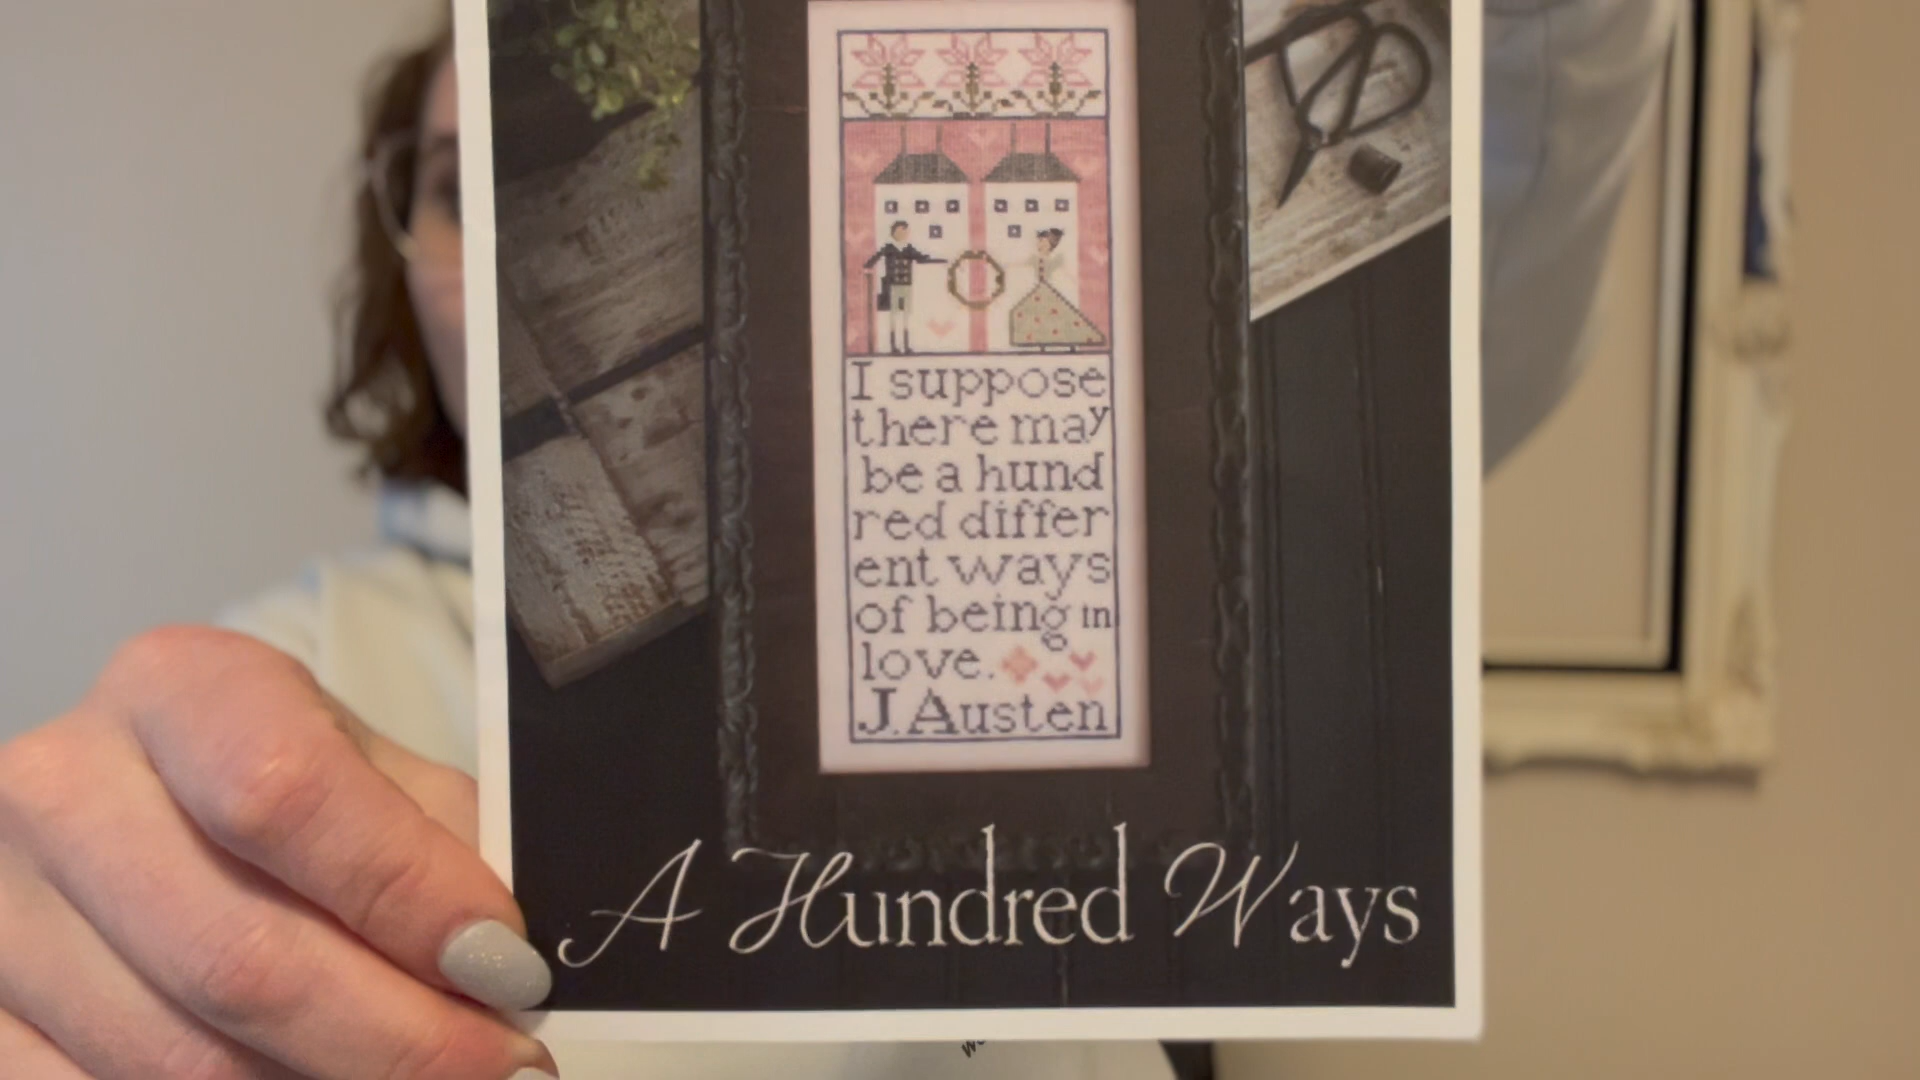 I suppose
there may
be a hund
red differ
ent ways
of being in
love.
J. Austen
A Hundred Ways